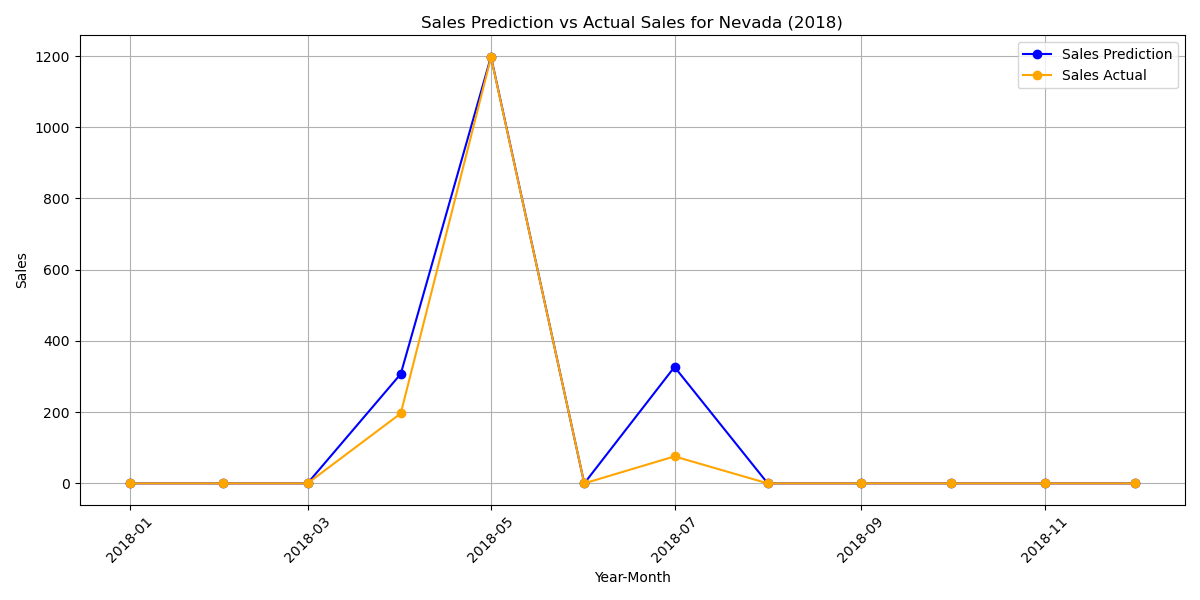 Sales Prediction vs Actual Sales for Nevada (2018)
Sales Prediction
Sales Actual
1200
1000
800
600
400
200
0
Sales
2018-01
2018-03
2018-05
2018-07
2018-09
2018-11
Year-Month